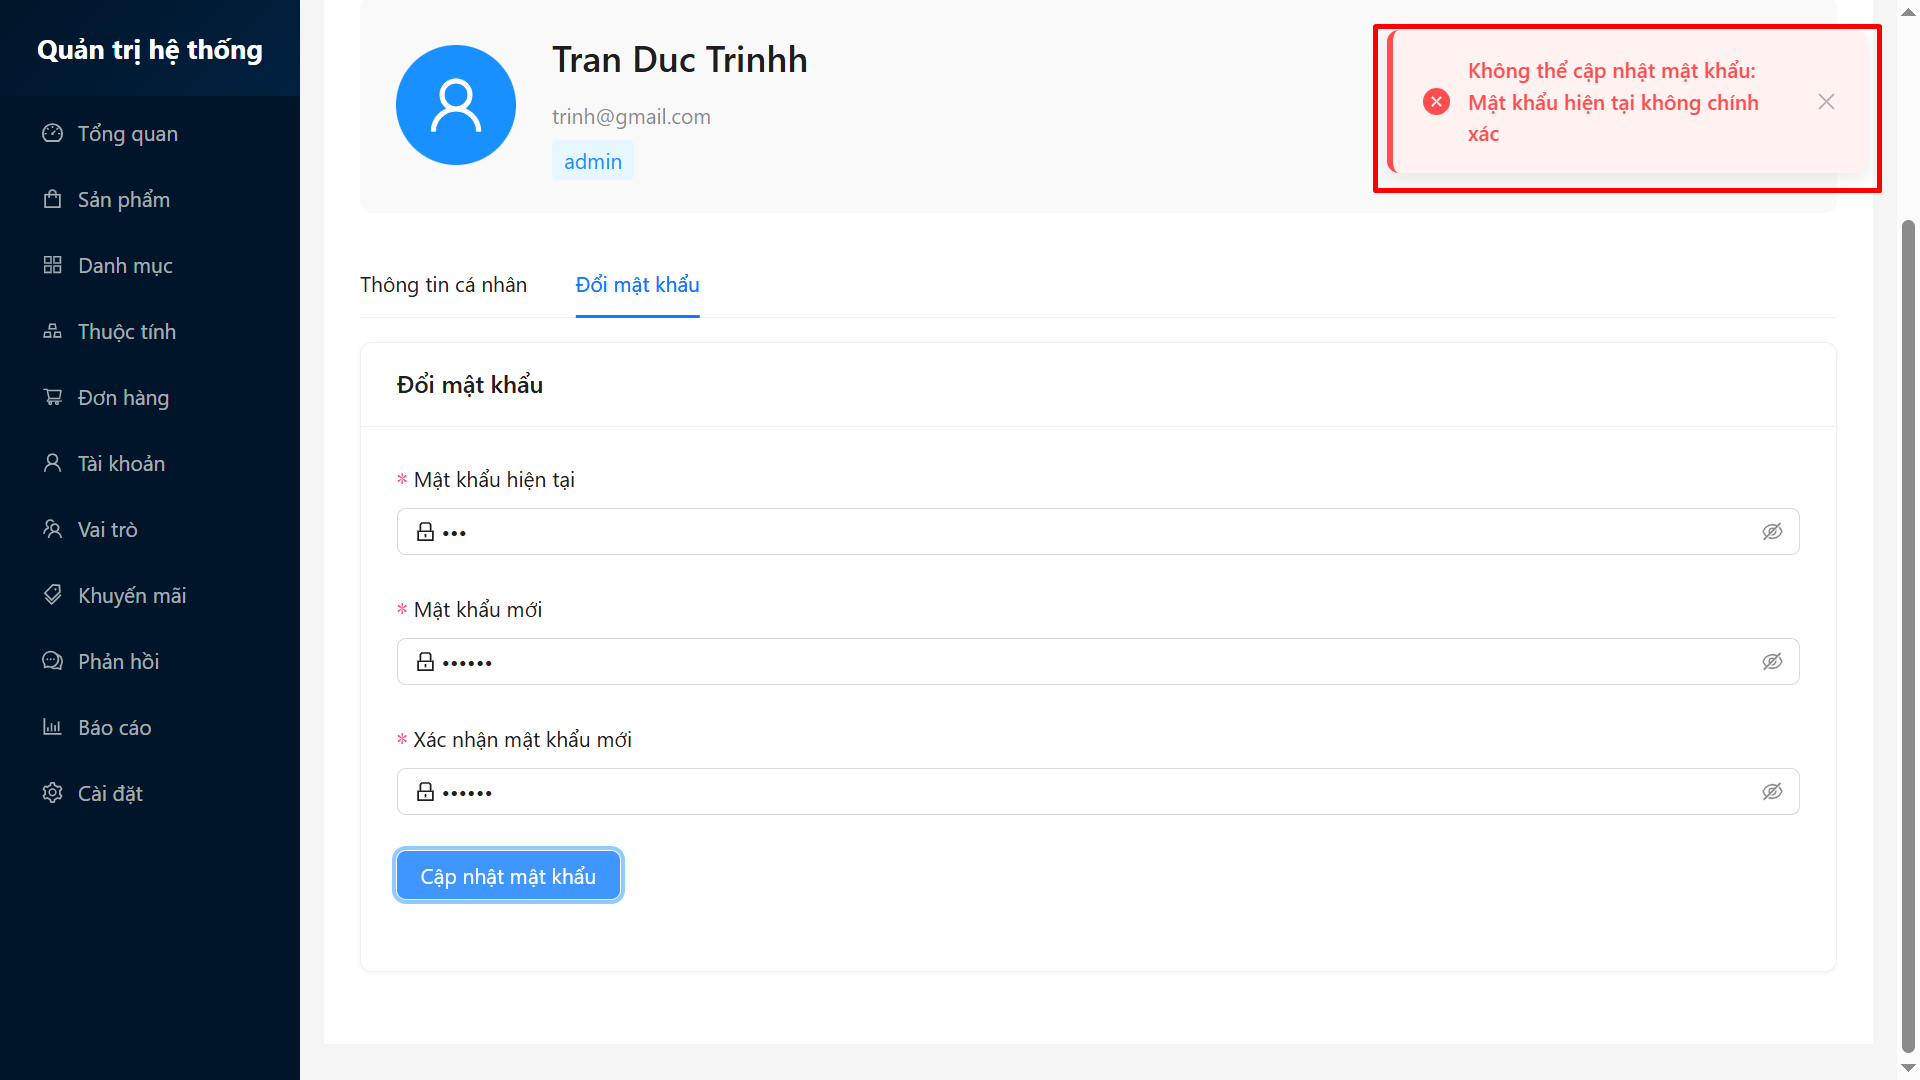 Quản trị hệ thống
Tổng quan
Sản phẩm
Danh mục
Thuộc tính
Đơn hàng
Tài khoản
Vai trò
Khuyến mãi
Phản hồi
Báo cáo
Cài đặt
Tran Duc Trinhh
trinh@gmail.com
admin
Không thể cập nhật mật khẩu:
Mật khẩu hiện tại không chính
xác
Thông tin cá nhân
Đổi mật khẩu
Đổi mật khẩu
* Mật khẩu hiện tại
•••
* Mật khẩu mới
••••••
* Xác nhận mật khẩu mới
••••••
Cập nhật mật khẩu